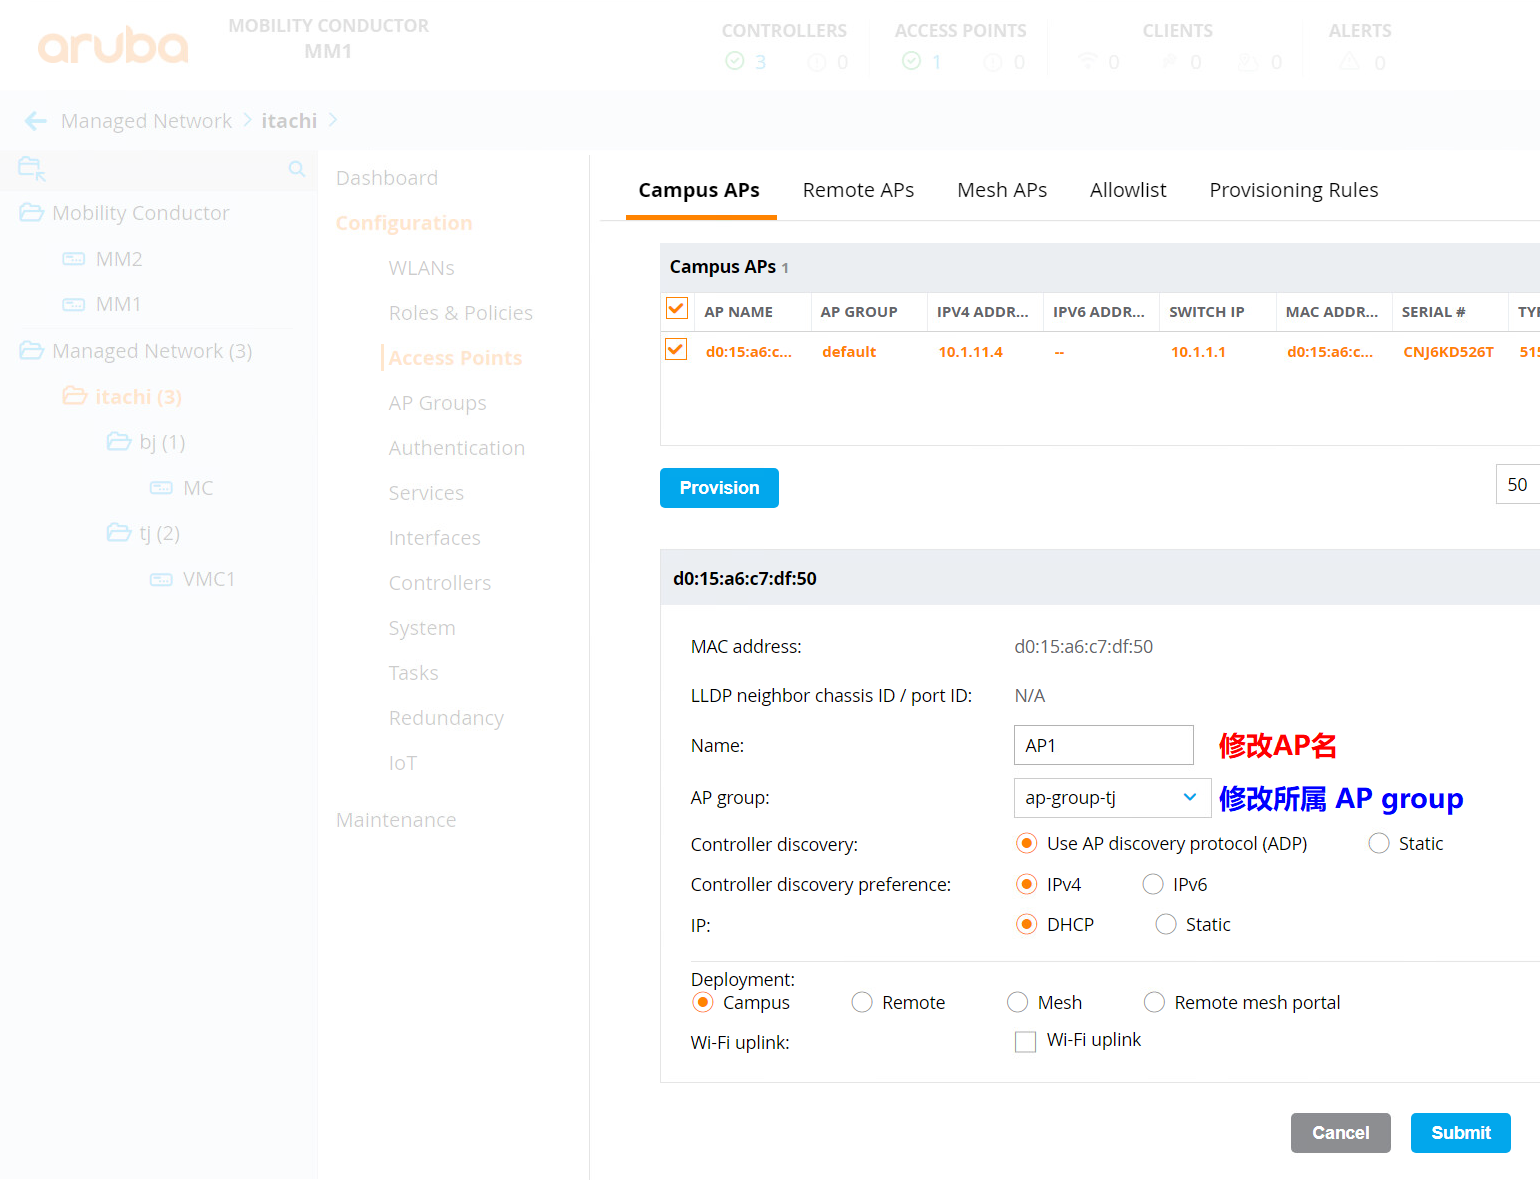 aruba
MOBILITY CONDUCTOR
MM1
CONTROLLERS
3
0
ACCESS POINTS
1
0
CLIENTS
0
0
0
ALERTS
0
Managed Network
itachi
Mobility Conductor
MM2
MM1
Managed Network (3)
itachi (3)
bj (1)
MC
tj (2)
VMC1
Dashboard
Configuration
WLANs
Roles & Policies
Access Points
AP Groups
Authentication
Services
Interfaces
Controllers
System
Tasks
Redundancy
IoT
Maintenance
Campus APs
Remote APs
Mesh APs
Allowlist
Provisioning Rules
Campus APs 1
AP NAME AP GROUP IPV4 ADDR... IPV6 ADDR... SWITCH IP MAC ADDR... SERIAL # TYP
d0:15:a6:c... default 10.1.11.4 -- 10.1.1.1 d0:15:a6:c... CNJ6KD526T 515
Provision
50
d0:15:a6:c7:df:50
MAC address: d0:15:a6:c7:df:50
LLDP neighbor chassis ID / port ID: N/A
Name: AP1 修改AP名
AP group: ap-group-tj 修改所属 AP group
Controller discovery: Use AP discovery protocol (ADP) Static
Controller discovery preference: IPv4 IPv6
IP: DHCP Static
Deployment:
Campus Remote Mesh Remote mesh portal
Wi-Fi uplink: Wi-Fi uplink
Cancel Submit